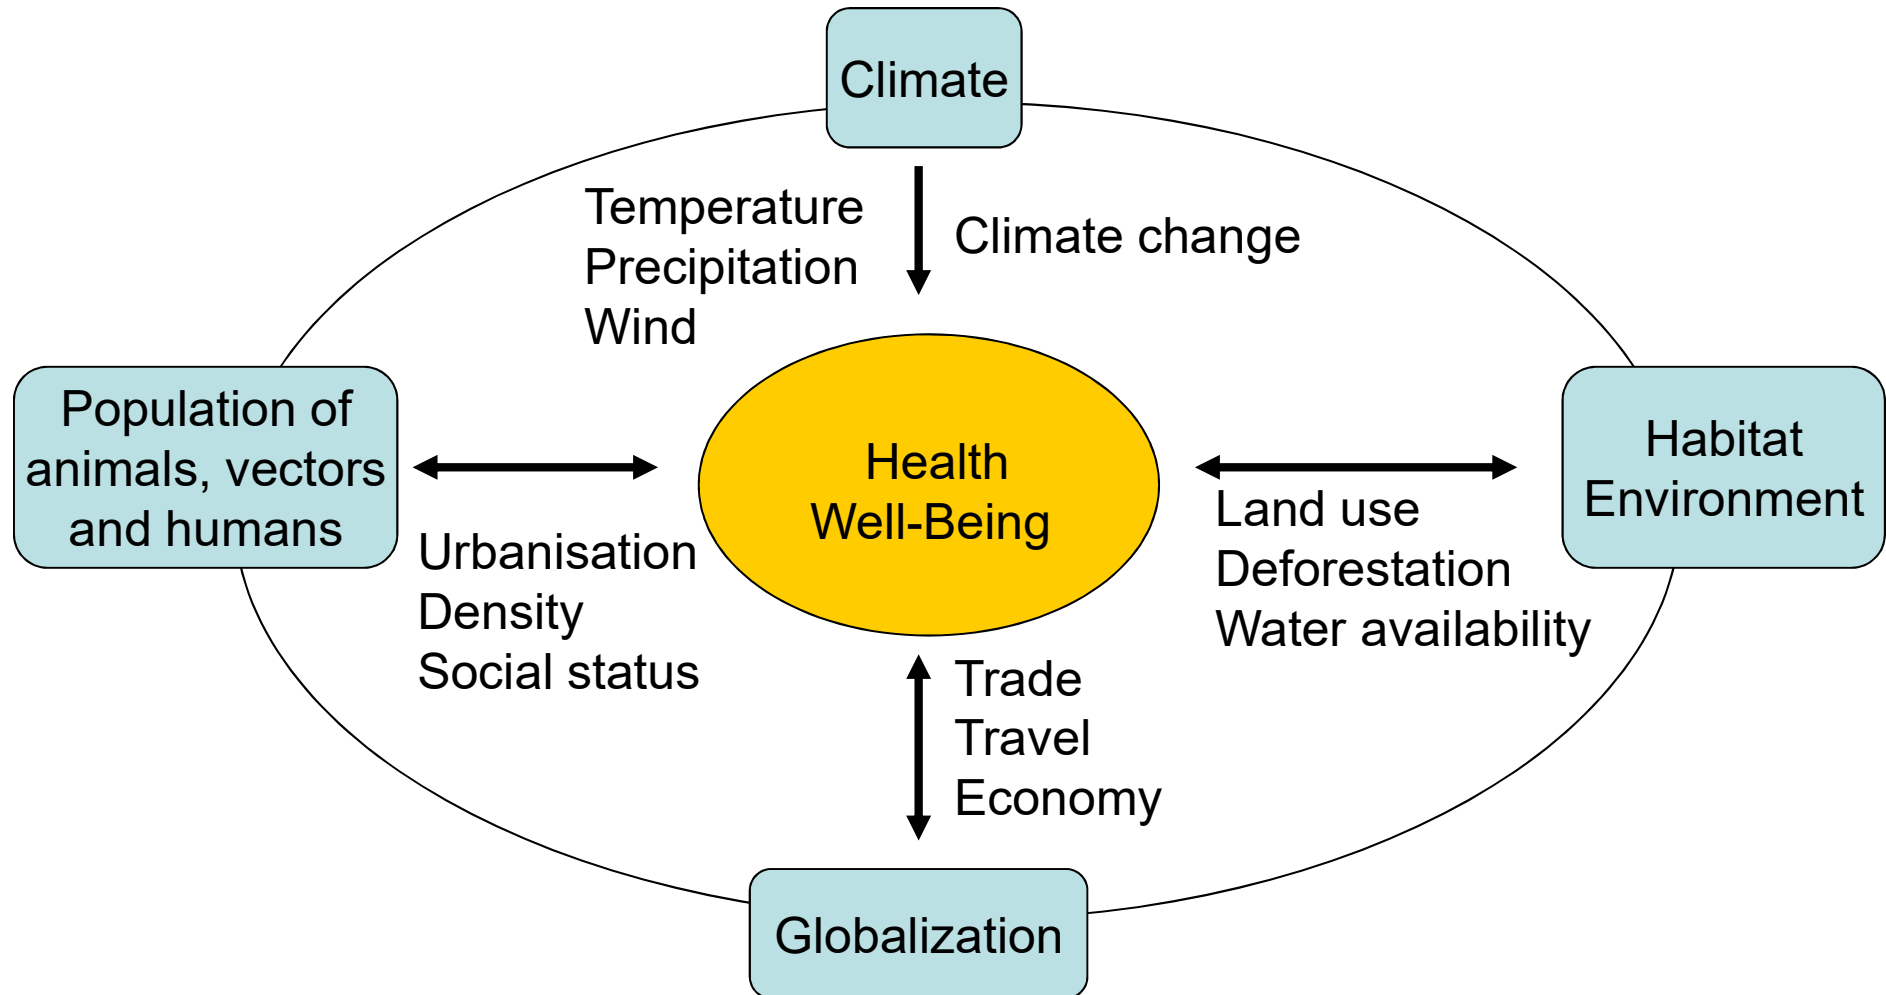 Climate
Temperature
Precipitation
Wind
Climate change
Population of
animals, vectors
and humans
Health
Well-Being
Habitat
Environment
Urbanisation
Density
Social status
Land use
Deforestation
Water availability
Trade
Travel
Economy
Globalization